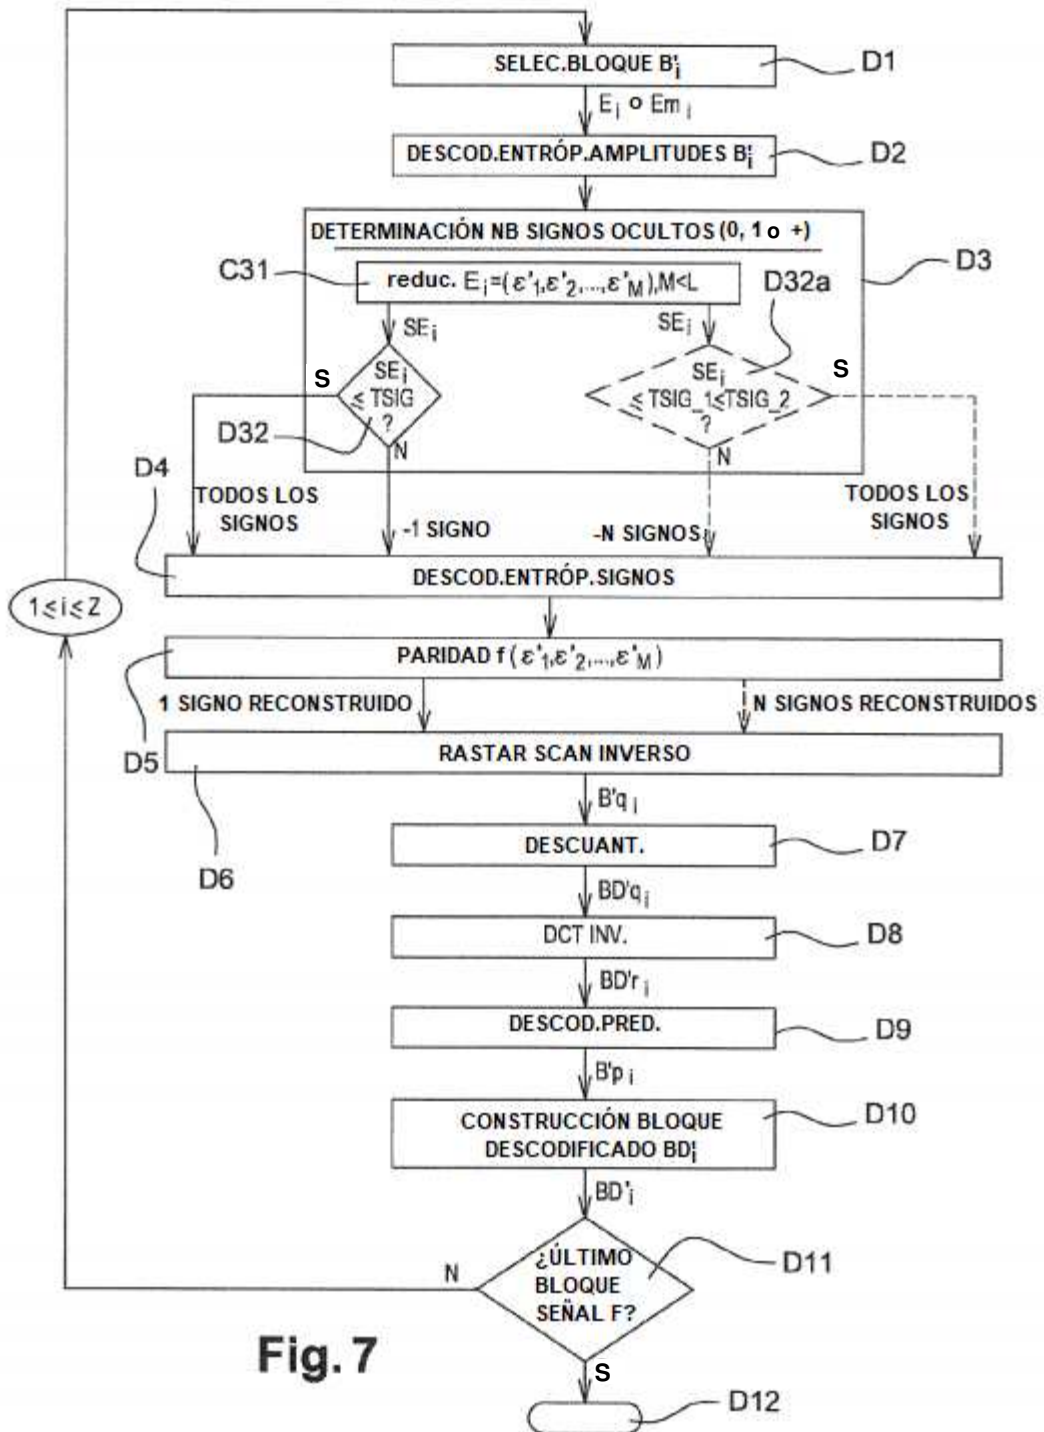 SELEC.BLOQUE B'i
D1
Ei o Emi
DESCOD.ENTRÓP.AMPLITUDES B'i
D2
DETERMINACIÓN NB SIGNOS OCULTOS (0, 1 o +)
D3
C31
reduc. Ei=(ε'1,ε'2,...,ε'M),M<L
D32a
SEi
SEi
S
SEi
≤ TSIG
?
D32
N
SEi
≤ TSIG_1≤TSIG_2
?
S
N
D4
TODOS LOS
SIGNOS
-1 SIGNO
-N SIGNOS
TODOS LOS
SIGNOS
DESCOD.ENTRÓP.SIGNOS
1≤i≤Z
PARIDAD f(ε'1,ε'2,...,ε'M)
D5
1 SIGNO RECONSTRUIDO
N SIGNOS RECONSTRUIDOS
RASTAR SCAN INVERSO
D6
B'qi
DESCUANT.
D7
BD'qi
DCT INV.
D8
BD'ri
DESCOD.PRED.
D9
B'pi
CONSTRUCCIÓN BLOQUE
DESCODIFICADO BD'i
D10
BD'i
¿ÚLTIMO
BLOQUE
SEÑAL F?
D11
N
S
D12
Fig. 7